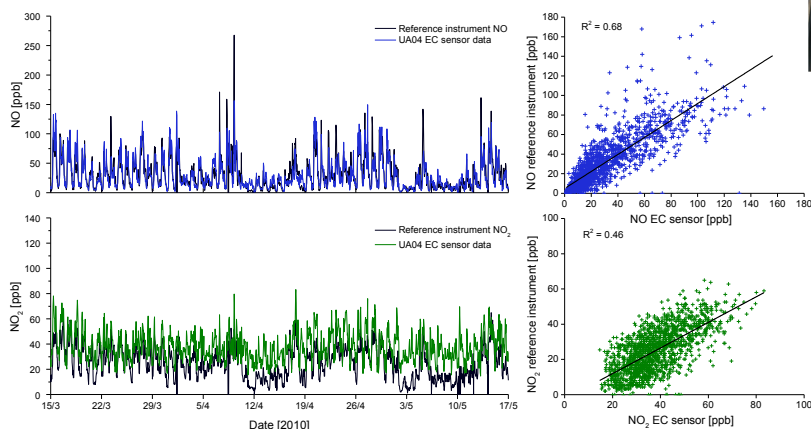 Reference instrument NO
UA04 EC sensor data
NO [ppb]
300
250
200
150
100
50
0
R² = 0.68
NO reference instrument [ppb]
180
160
140
120
100
80
60
40
20
0
0 20 40 60 80 100 120 140 160 180
NO EC sensor [ppb]
Reference instrument NO₂
UA04 EC sensor data
NO₂ [ppb]
140
120
100
80
60
40
20
0
15/3 22/3 29/3 5/4 12/4 19/4 26/4 3/5 10/5 17/5
Date [2010]
R² = 0.46
NO₂ reference instrument [ppb]
100
80
60
40
20
0
0 20 40 60 80 100
NO₂ EC sensor [ppb]